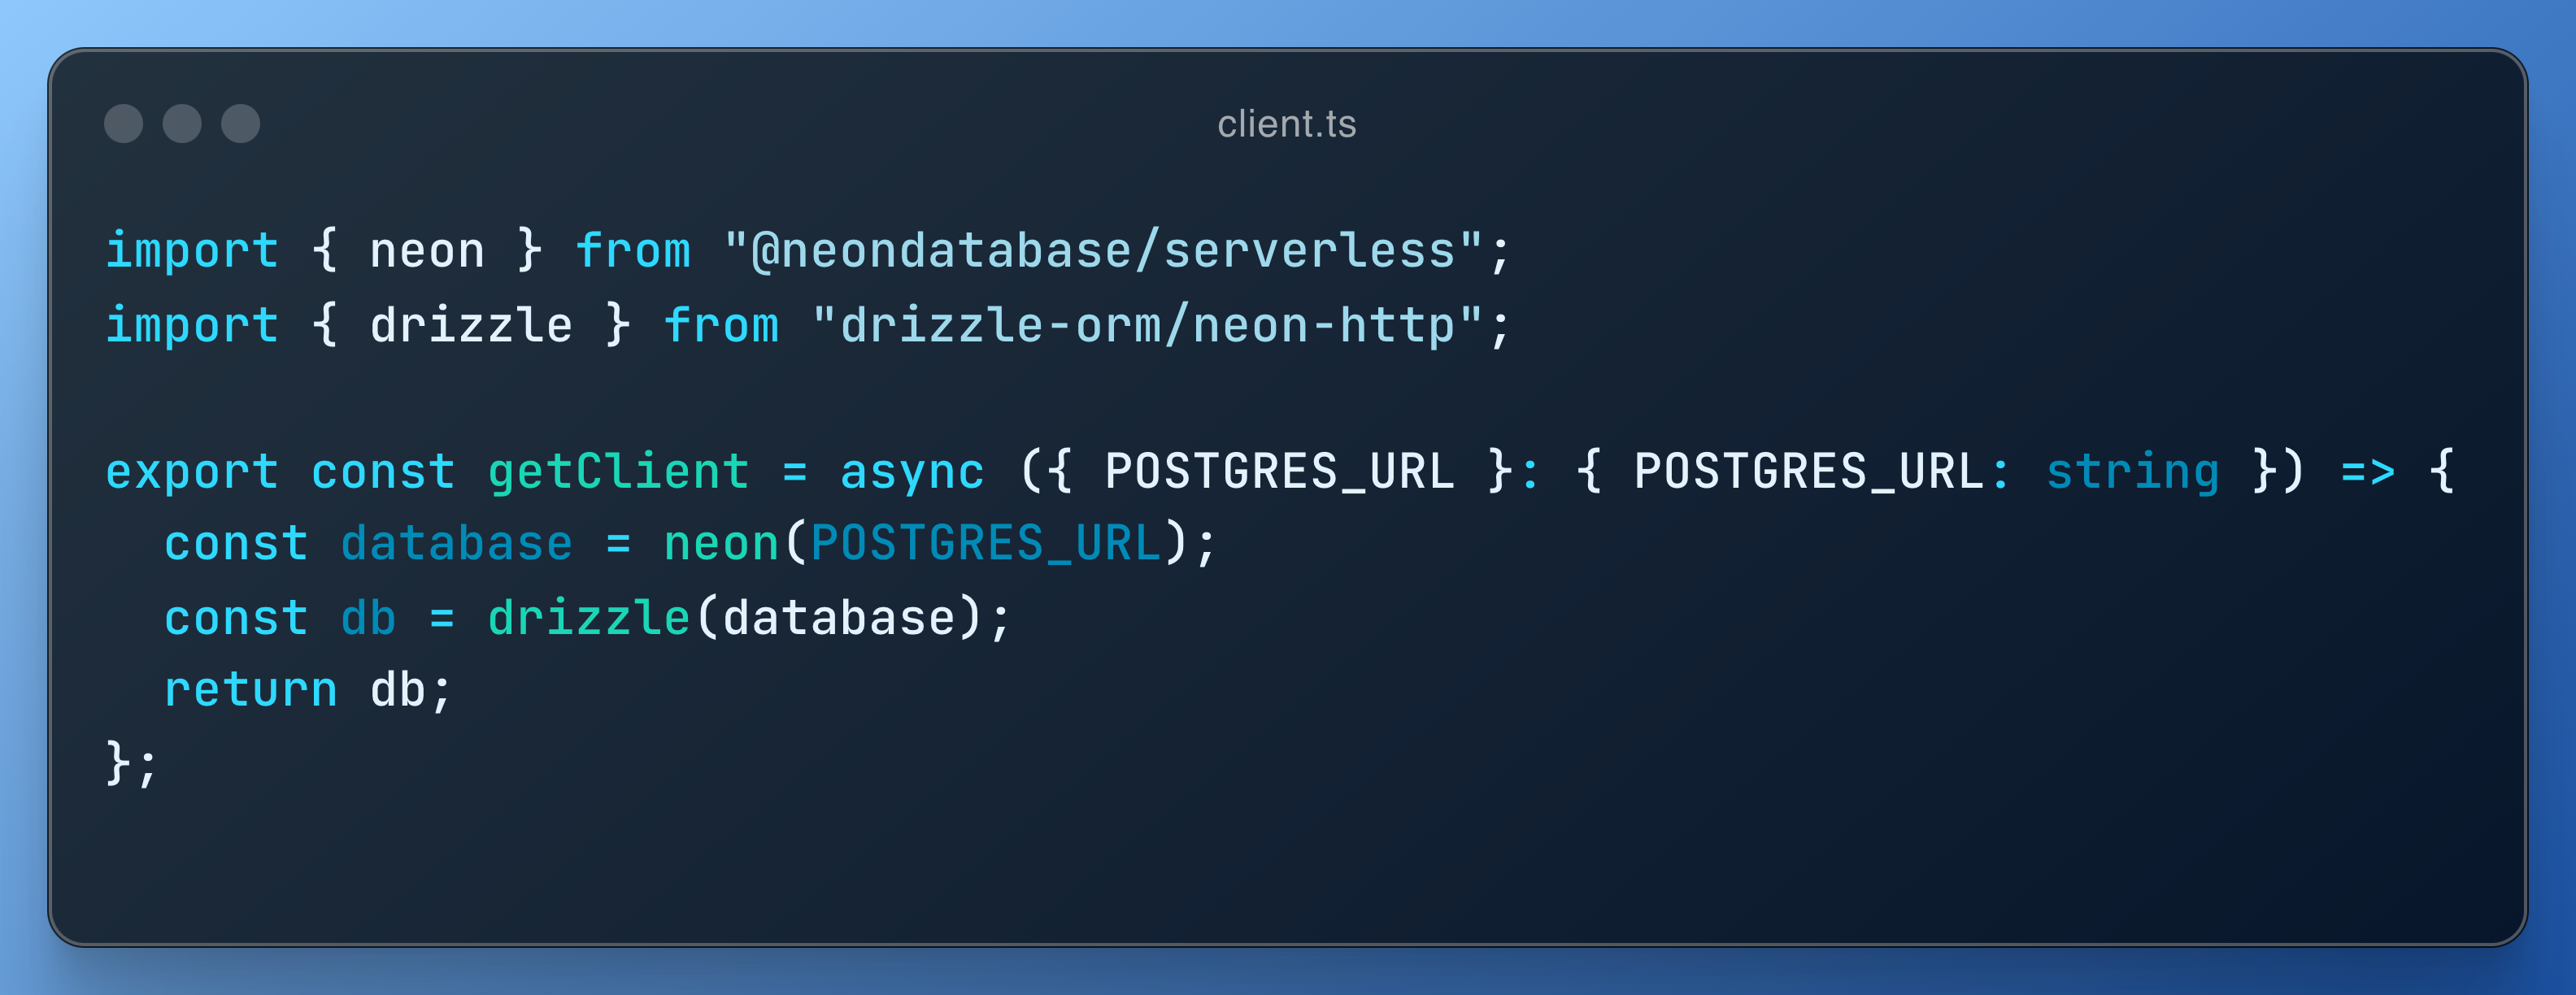 client.ts
import { neon } from "@neondatabase/serverless";
import { drizzle } from "drizzle-orm/neon-http";
export const getClient = async ({ POSTGRES_URL }: { POSTGRES_URL: string }) => {
  const database = neon(POSTGRES_URL);
  const db = drizzle(database);
  return db;
};